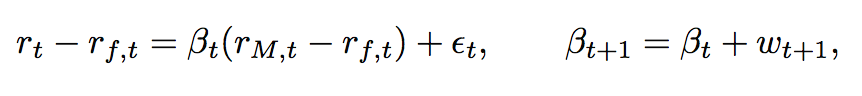 r_t − r_{f,t} = β_t(r_{M,t} − r_{f,t}) + ϵ_t, β_{t+1} = β_t + w_{t+1},